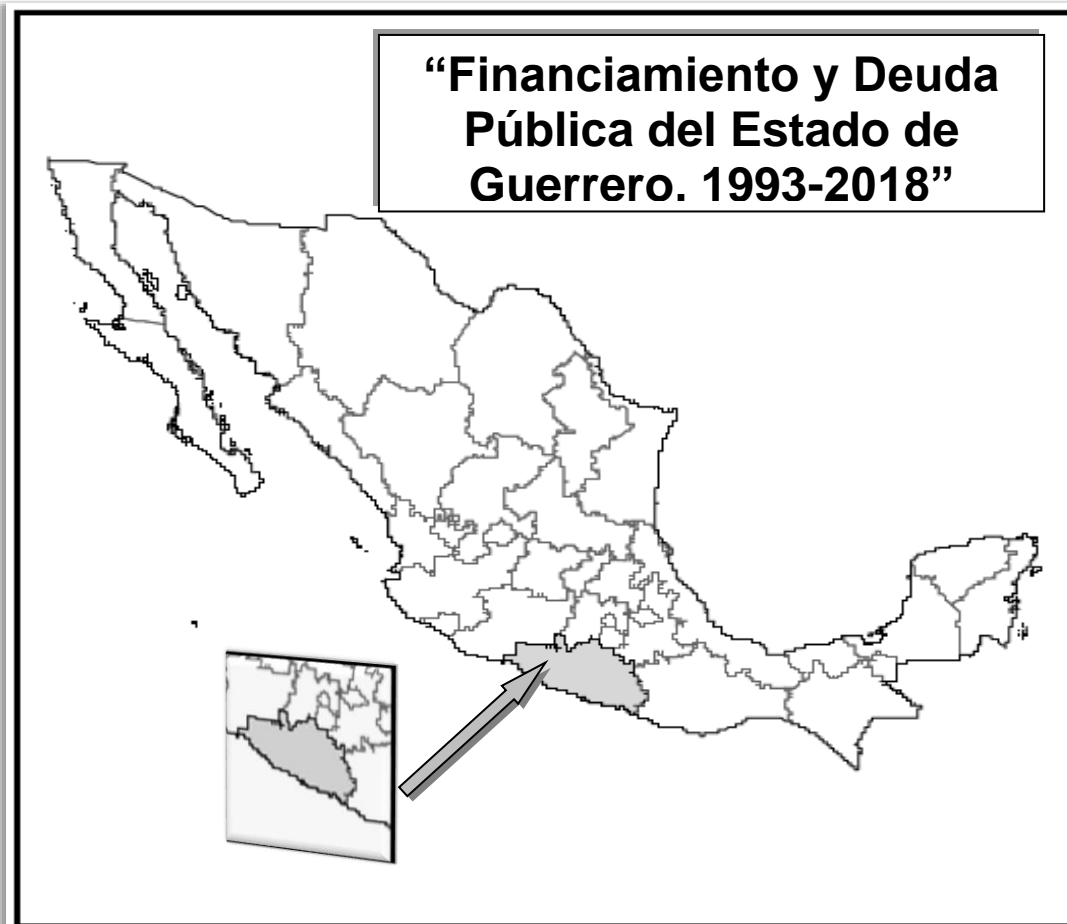 “Financiamiento y Deuda
Pública del Estado de
Guerrero. 1993-2018”